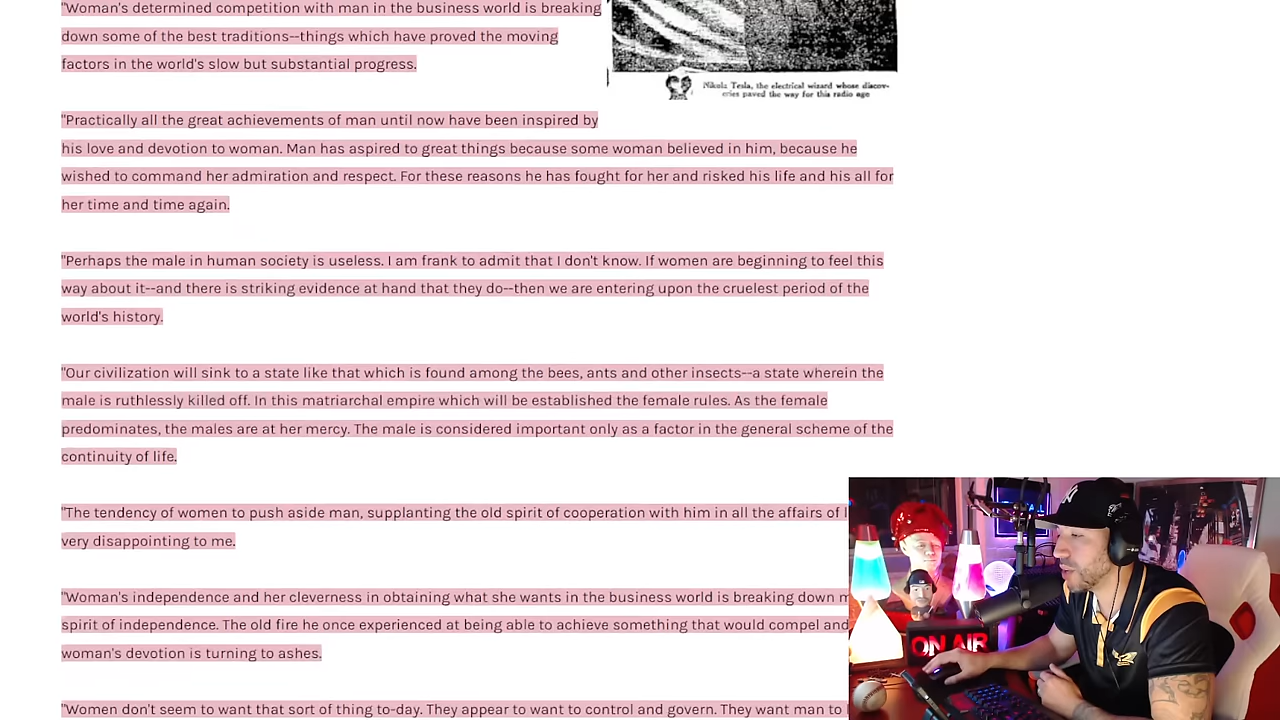 "Woman's determined competition with man in the business world is breaking
down some of the best traditions--things which have proved the moving
factors in the world's slow but substantial progress.
Nikola Tesla, the electrical wizard whose discov-
eries paved the way for this radio age
"Practically all the great achievements of man until now have been inspired by
his love and devotion to woman. Man has aspired to great things because some woman believed in him, because he
wished to command her admiration and respect. For these reasons he has fought for her and risked his life and his all for
her time and time again.
"Perhaps the male in human society is useless. I am frank to admit that I don't know. If women are beginning to feel this
way about it--and there is striking evidence at hand that they do--then we are entering upon the cruelest period of the
world's history.
"Our civilization will sink to a state like that which is found among the bees, ants and other insects--a state wherein the
male is ruthlessly killed off. In this matriarchal empire which will be established the female rules. As the female
predominates, the males are at her mercy. The male is considered important only as a factor in the general scheme of the
continuity of life.
"The tendency of women to push aside man, supplanting the old spirit of cooperation with him in all the affairs of
very disappointing to me.
"Woman's independence and her cleverness in obtaining what she wants in the business world is breaking down
spirit of independence. The old fire he once experienced at being able to achieve something that would compel and
woman's devotion is turning to ashes.
"Women don't seem to want that sort of thing to-day. They appear to want to control and govern. They want man to
ON AIR